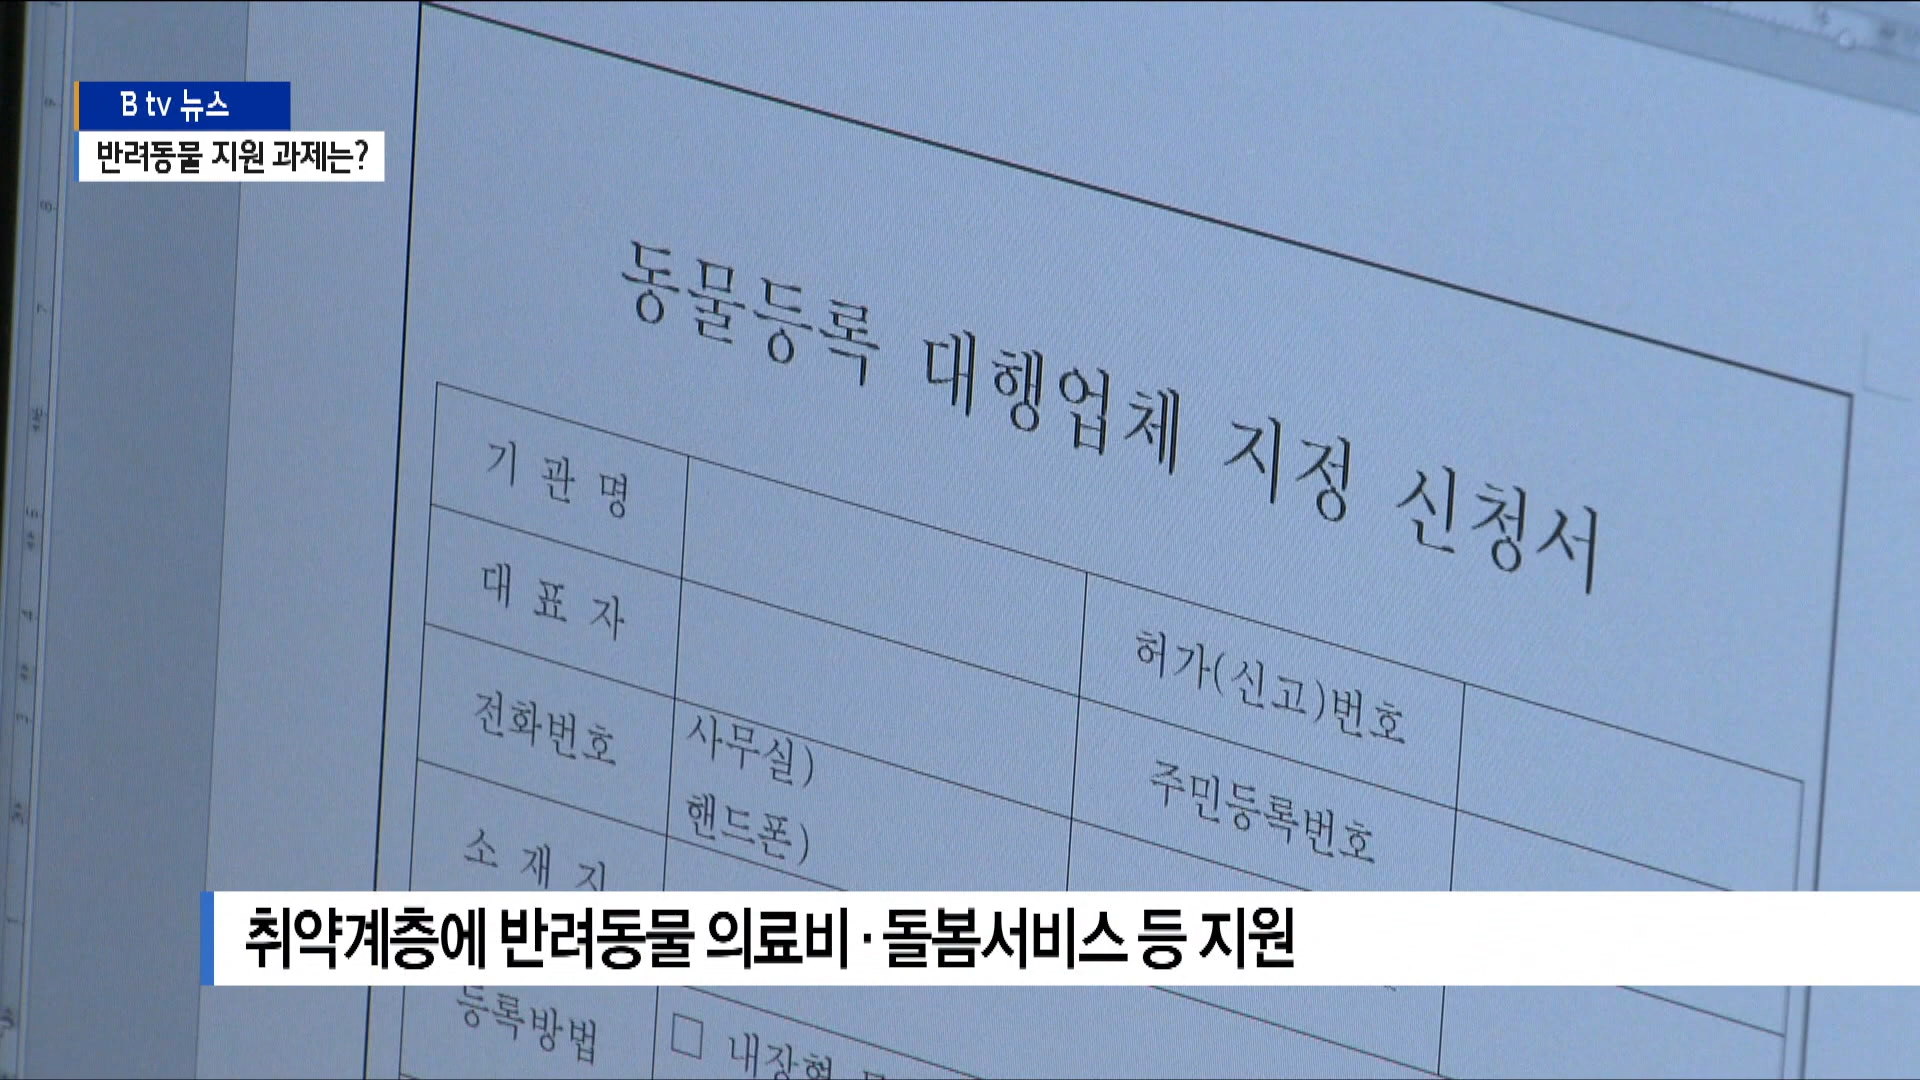 B tv 뉴스
반려동물 지원 과제는?
동물등록 대행업체 지정 신청서
기 관 명
대 표 자
허가(신고)번호
전화번호
사무실)
핸드폰)
주민등록번호
소 재 지
취약계층에 반려동물 의료비·돌봄서비스 등 지원
등록방법
□ 내장형